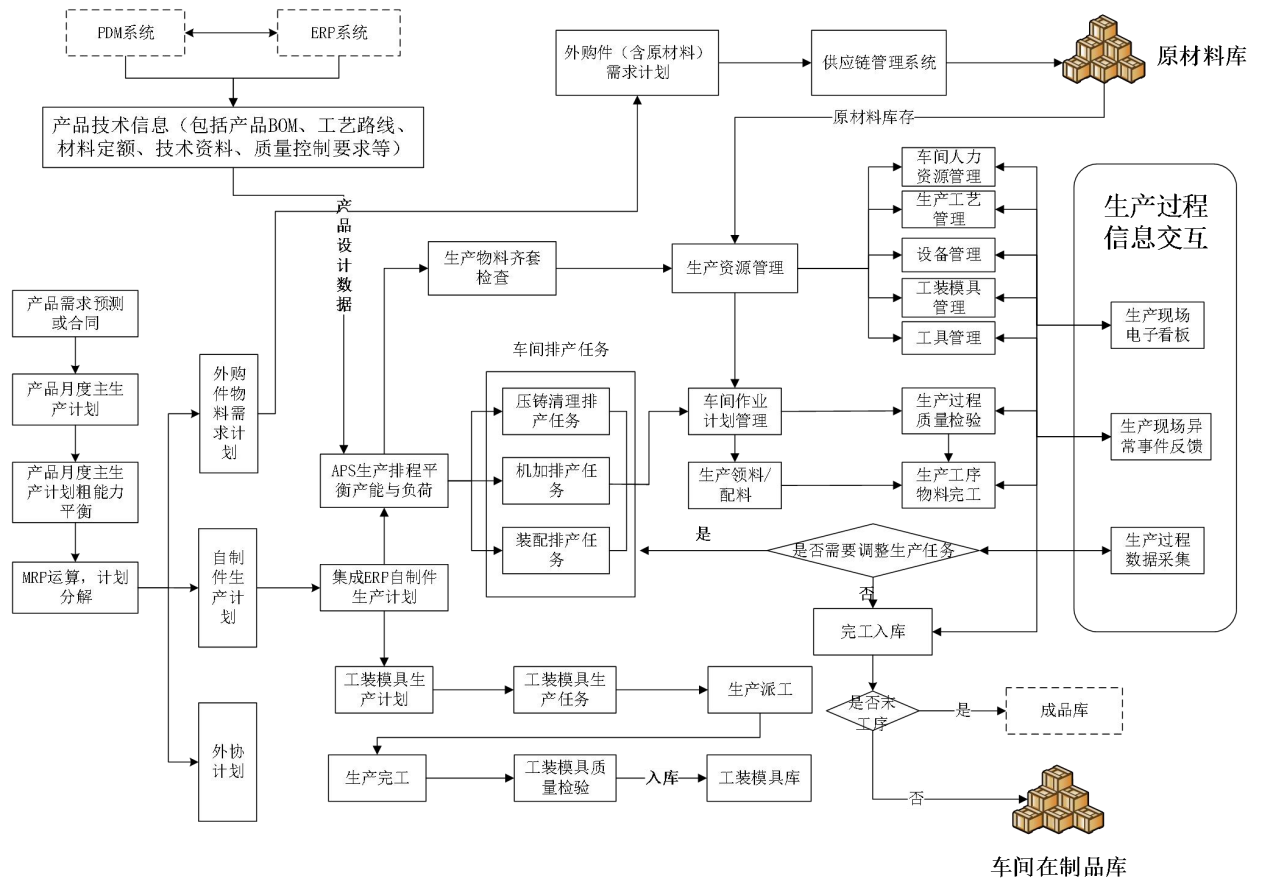 PDM系统
ERP系统
外购件（含原材料）
需求计划
供应链管理系统
原材料库
产品技术信息（包括产品BOM、工艺路线、
材料定额、技术资料、质量控制要求等）
原材料库存
车间人力
资源管理
生产工艺
管理
设备管理
工装模具
管理
工具管理
生产过程
信息交互
产品设计数据
生产物料齐套
检查
生产资源管理
产品需求预测
或合同
生产现场
电子看板
车间排产任务
产品月度主生
产计划
外购
件物
料需
求计
划
压铸清理排
产任务
车间作业
计划管理
生产过程
质量检验
生产现场异
常事件反馈
产品月度主生
产计划粗能力
平衡
APS生产排程平
衡产能与负荷
机加排产任
务
生产领料/
配料
生产工序
物料完工
装配排产任
务
是
是否需要调整生产任务
生产过程
数据采集
MRP运算，计划
分解
自制
件生
产计
划
集成ERP自制件
生产计划
否
完工入库
工装模具生
产计划
工装模具生
产任务
生产派工
是否末
工序
是
成品库
外协
计划
生产完工
工装模具质
量检验
入库
工装模具库
否
车间在制品库